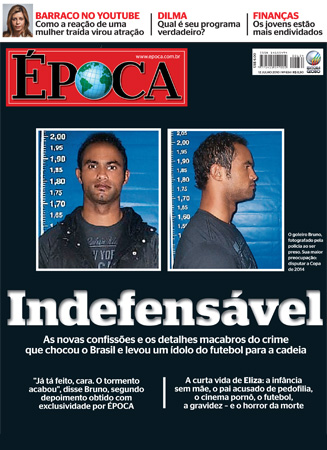 BARRACO NO YOUTUBE
Como a reação de uma
mulher traída virou atração
DILMA
Qual é seu programa
verdadeiro?
FINANÇAS
Os jovens estão
mais endividados
ÉPOCA
www.epoca.com.br
EDITORA
GLOBO
2,00
1,95
1,90
1,85
1,80
1,75
1,70
1,65
1,60
2,00
1,95
1,90
1,85
1,80
1,75
1,70
1,65
O goleiro Bruno,
fotografado pela
polícia ao ser
preso. Sua maior
preocupação:
disputar a Copa
de 2014
Indefensável
As novas confissões e os detalhes macabros do crime
que chocou o Brasil e levou um ídolo do futebol para a cadeia
"Já tá feito, cara. O tormento
acabou", disse Bruno, segundo
depoimento obtido com
exclusividade por ÉPOCA
A curta vida de Eliza: a infância
sem mãe, o pai acusado de pedofilia,
o cinema pornô, o futebol,
a gravidez – e o horror da morte